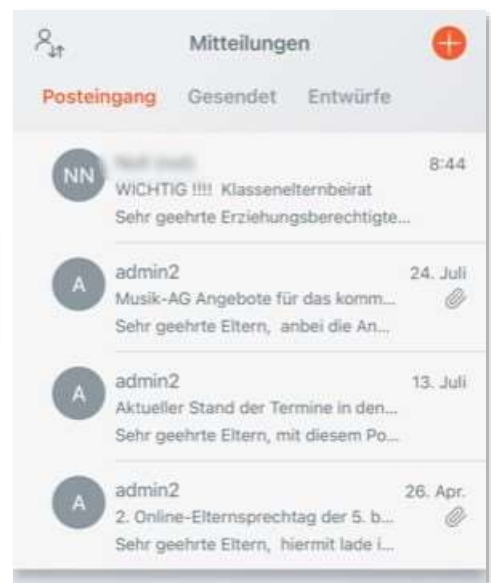 Mitteilungen
Posteingang Gesendet Entwürfe
NN 8:44
WICHTIG !!!! Klassenelternbeirat
Sehr geehrte Erziehungsberechtigte...
A admin2 24. Juli
Musik-AG Angebote für das komm...
Sehr geehrte Eltern, anbei die An...
A admin2 13. Juli
Aktueller Stand der Termine in den...
Sehr geehrte Eltern, mit diesem Po...
A admin2 26. Apr.
2. Online-Elternsprechtag der 5. b...
Sehr geehrte Eltern, hiermit lade i...